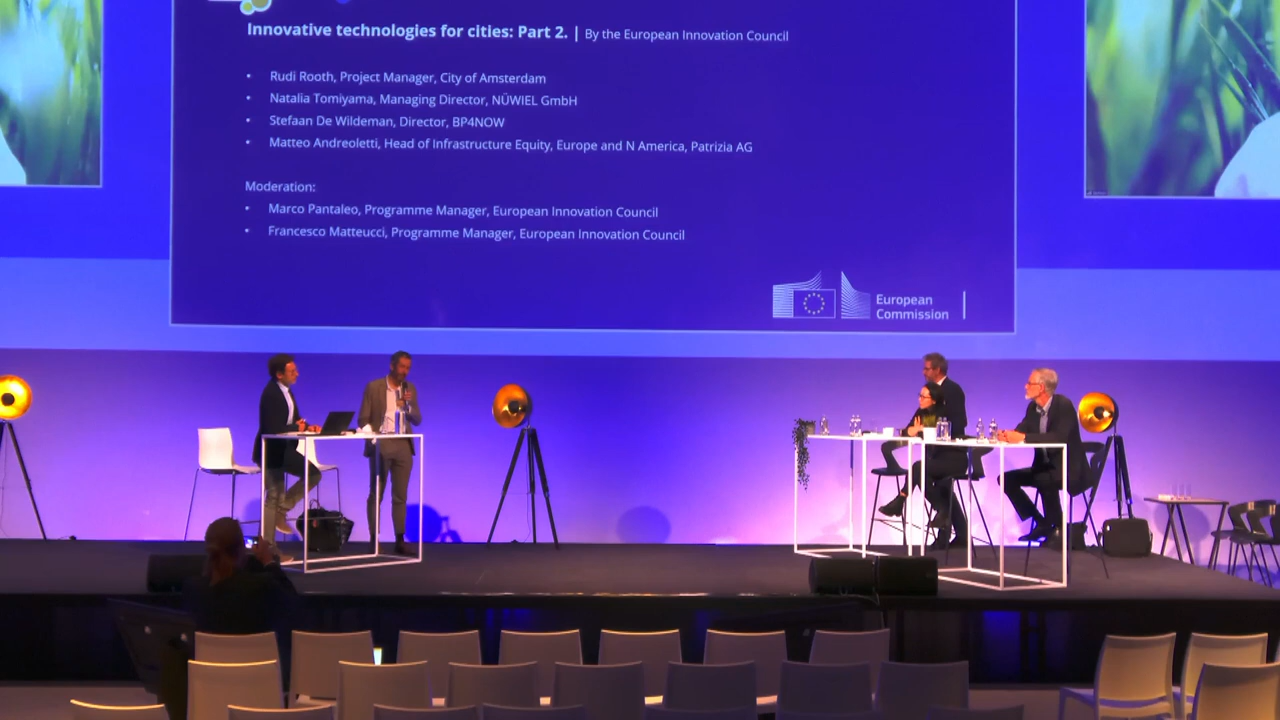 Innovative technologies for cities: Part 2. | By the European Innovation Council
• Rudi Rooth, Project Manager, City of Amsterdam
• Natalia Tomiyama, Managing Director, NÜWIEL GmbH
• Stefaan De Wildeman, Director, BP4NOW
• Matteo Andreoletti, Head of Infrastructure Equity, Europe and N America, Patrizia AG
Moderation:
• Marco Pantaleo, Programme Manager, European Innovation Council
• Francesco Matteucci, Programme Manager, European Innovation Council
European
Commission